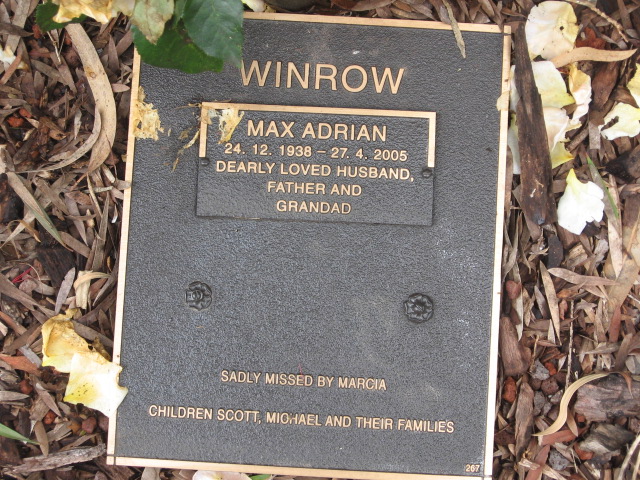 WINROW
MAX ADRIAN
24. 12. 1938 – 27. 4. 2005
DEARLY LOVED HUSBAND,
FATHER AND
GRANDAD
SADLY MISSED BY MARCIA
CHILDREN SCOTT, MICHAEL AND THEIR FAMILIES
267